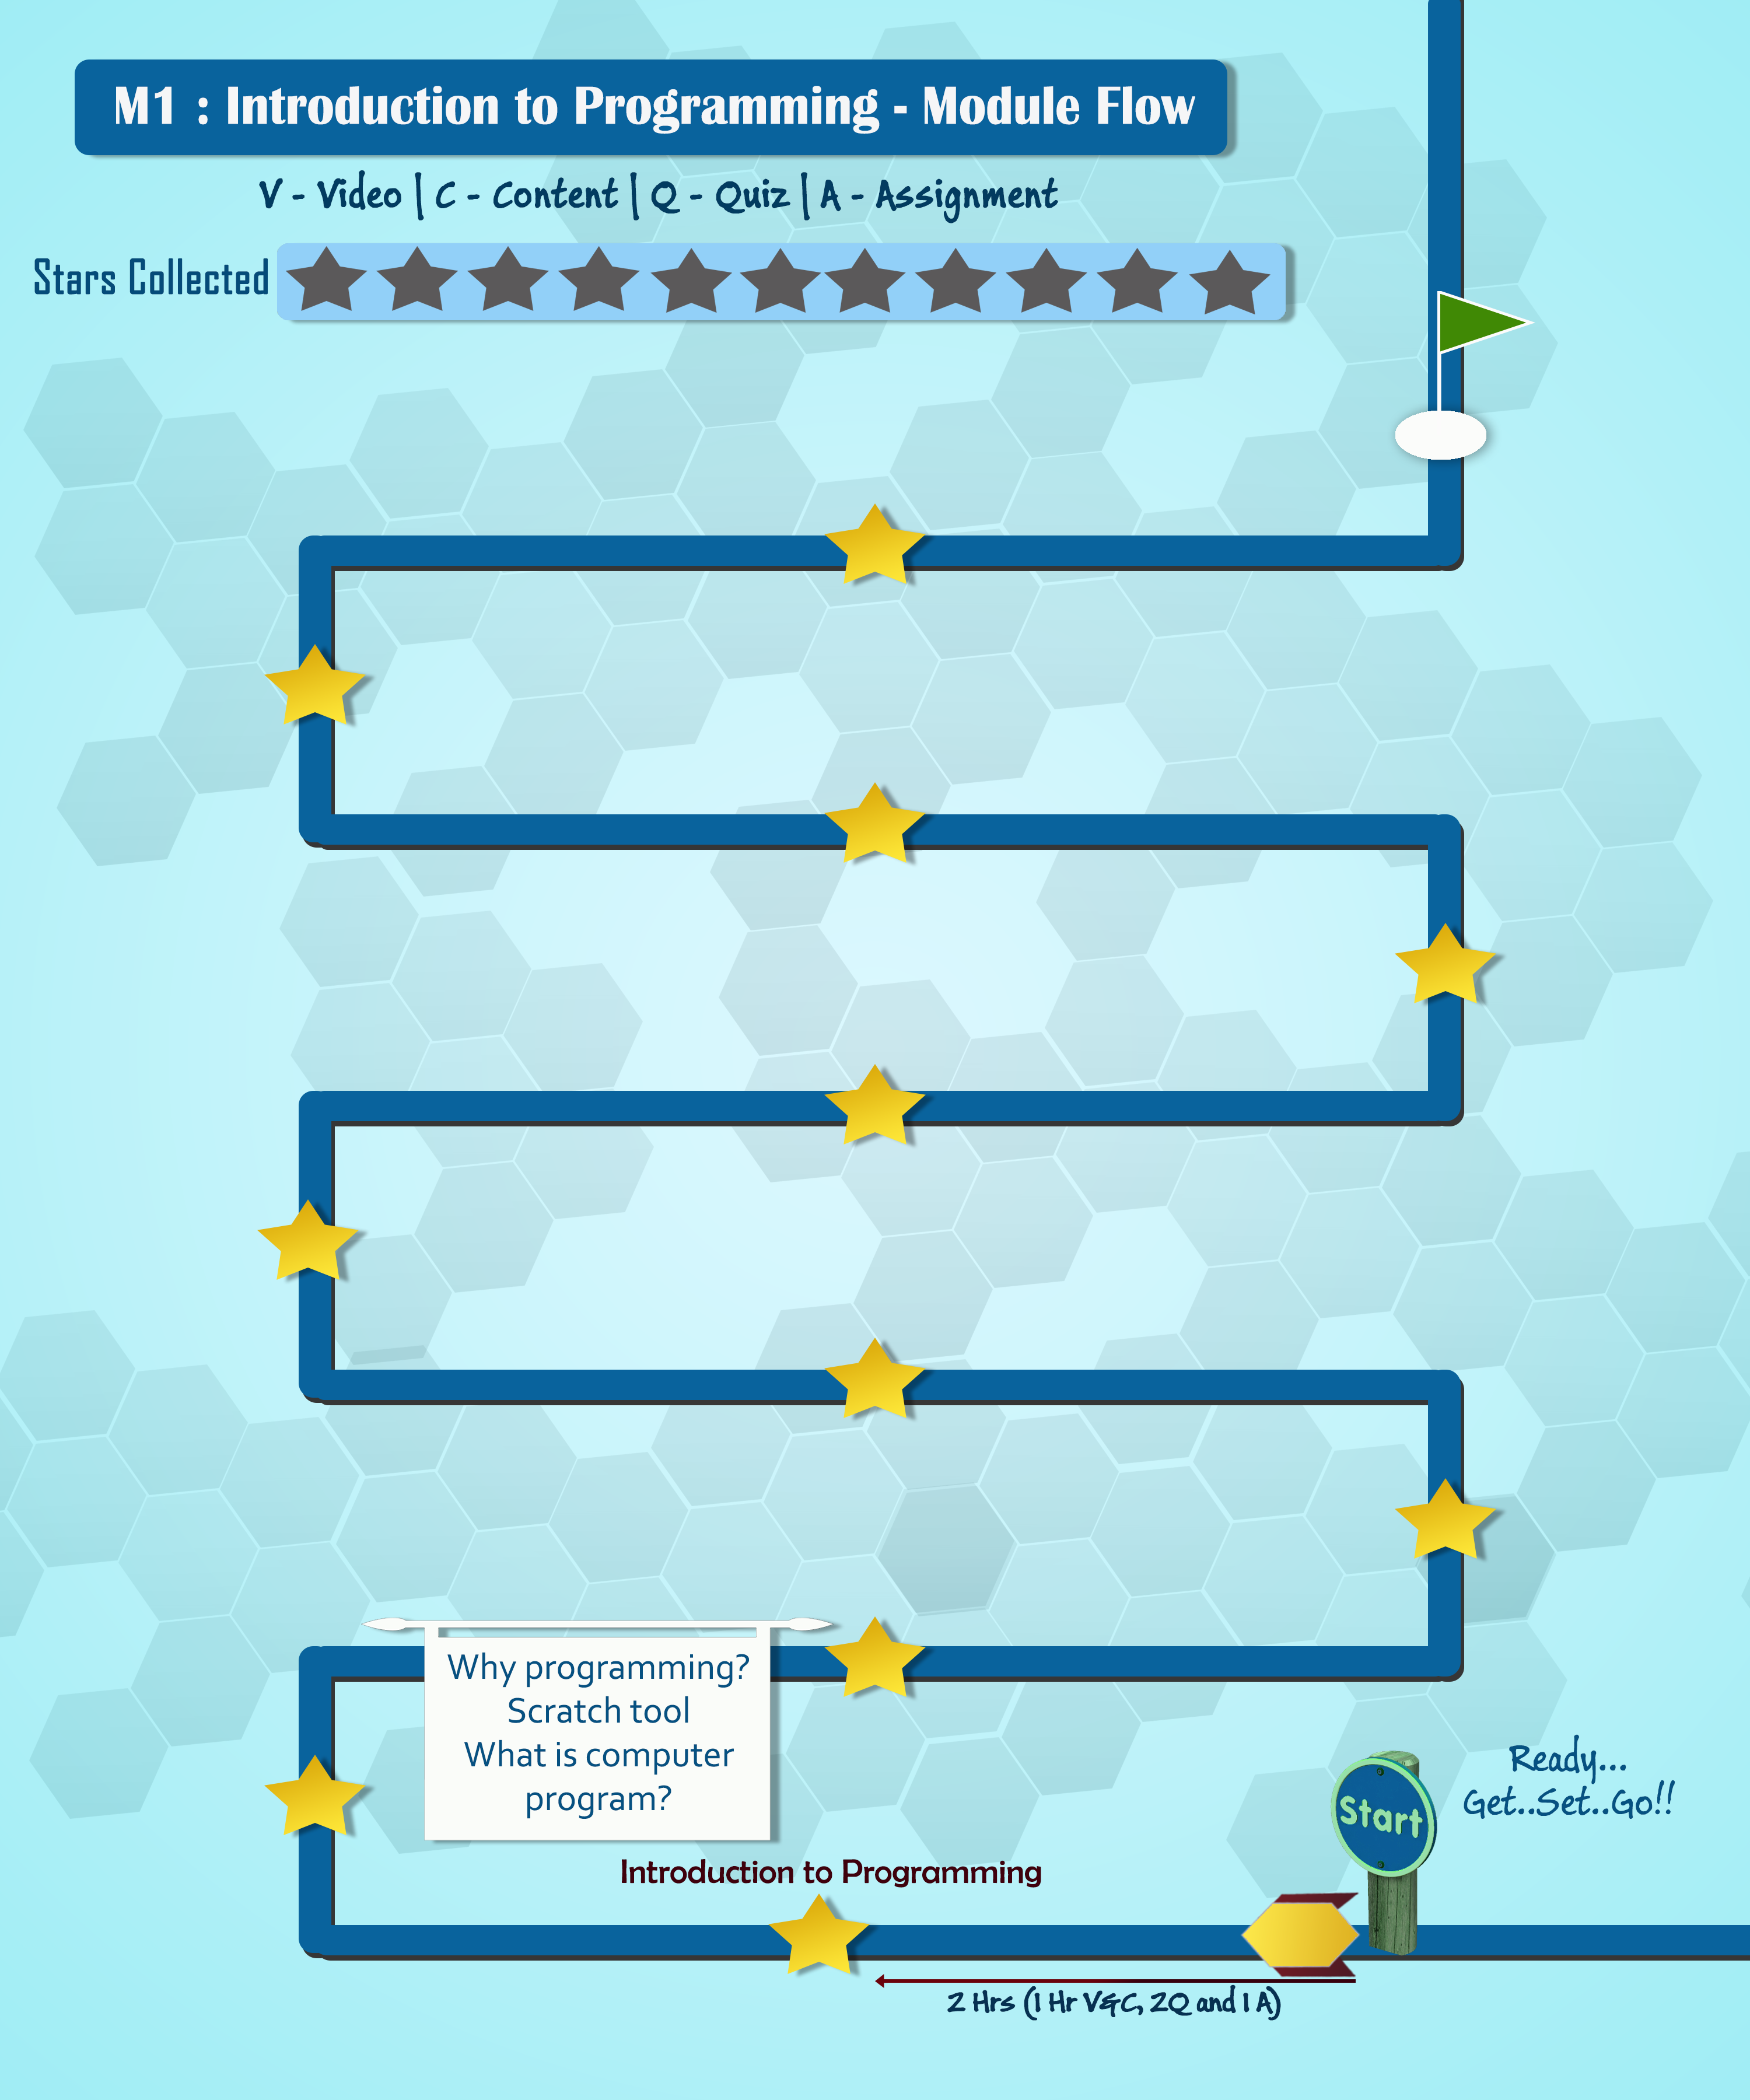 M1 : Introduction to Programming - Module Flow
V - Video | C - Content | Q - Quiz | A - Assignment
Stars Collected
Why programming?
Scratch tool
What is computer
program?
Ready...
Get..Set..Go!!
Start
Introduction to Programming
2 Hrs (1 Hr V&C, 2Q and 1 A)